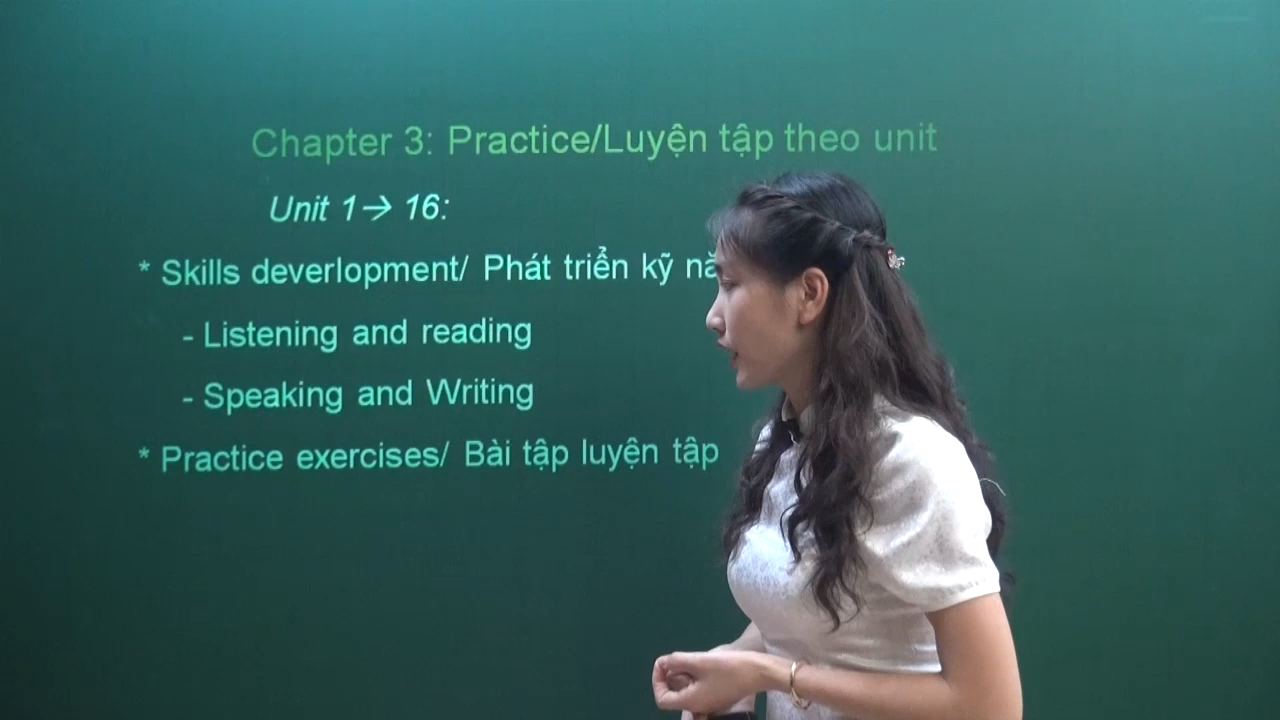 Chapter 3: Practice/Luyện tập theo unit
Unit 1→ 16:
* Skills deverlopment/ Phát triển kỹ
- Listening and reading
- Speaking and Writing
* Practice exercises/ Bài tập luyện tập